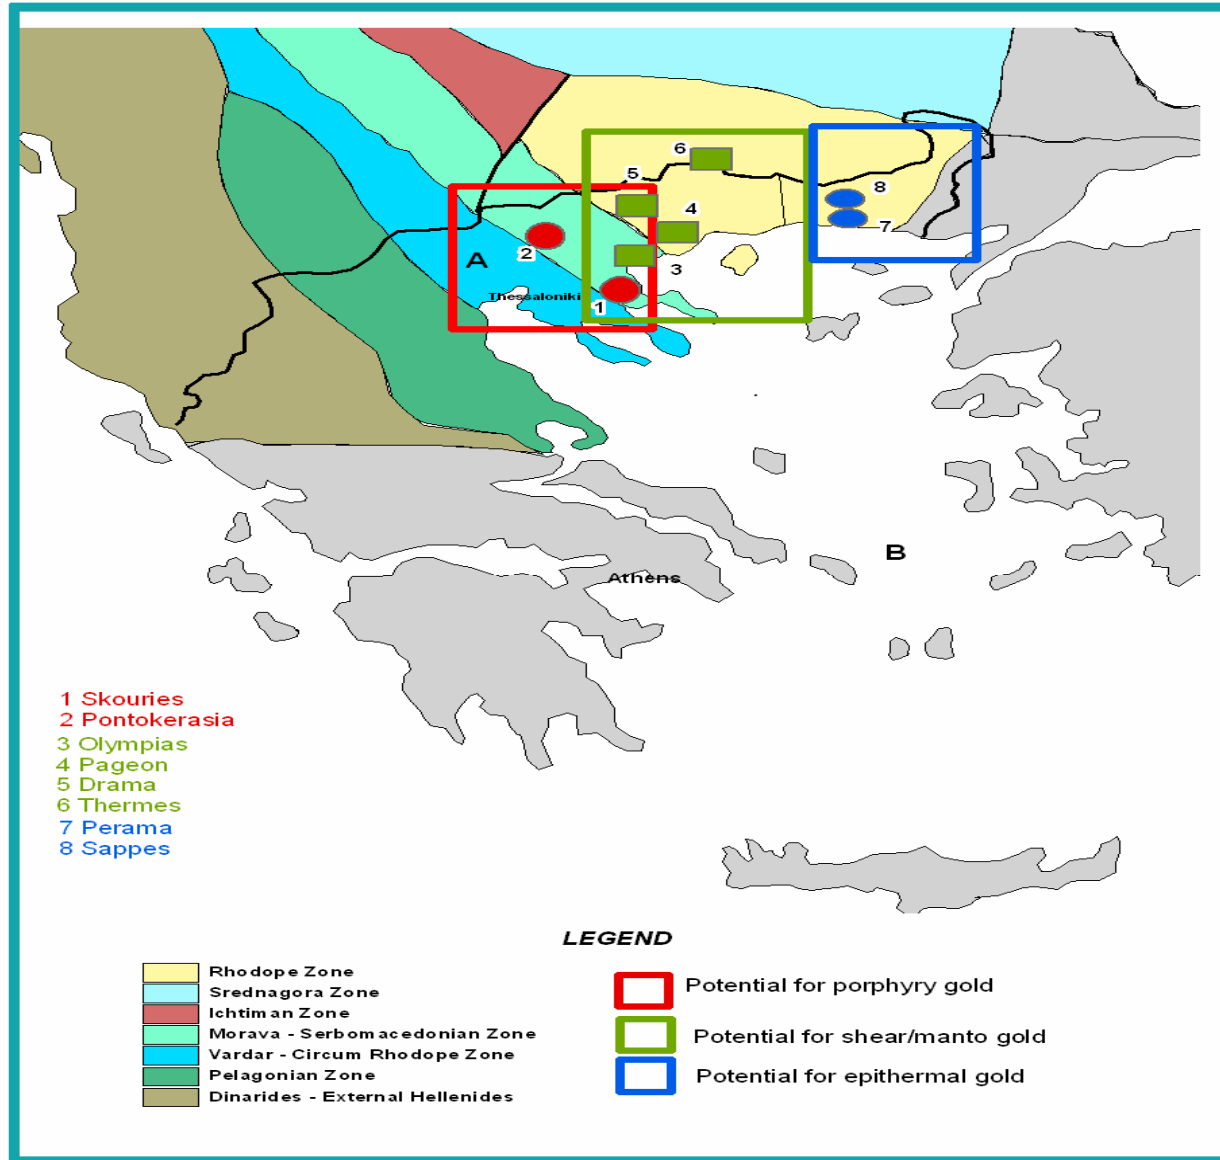 6
5
8
4
7
2
A
3
Thessaloniki
1
B
Athens
1 Skouries
2 Pontokerasia
3 Olympias
4 Pageon
5 Drama
6 Thermes
7 Perama
8 Sappes
LEGEND
Rhodope Zone
Srednagora Zone
Ichtiman Zone
Morava - Serbomacedonian Zone
Vardar - Circum Rhodope Zone
Pelagonian Zone
Dinarides - External Hellenides
Potential for porphyry gold
Potential for shear/manto gold
Potential for epithermal gold